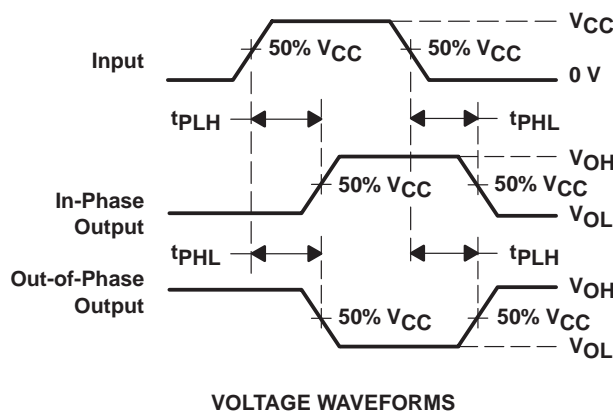 VCC
Input
50% VCC
50% VCC
0 V
tPLH
tPHL
VOH
50% VCC
50% VCC
In-Phase
Output
VOL
tPHL
tPLH
Out-of-Phase
Output
VOH
50% VCC
50% VCC
VOL
VOLTAGE WAVEFORMS